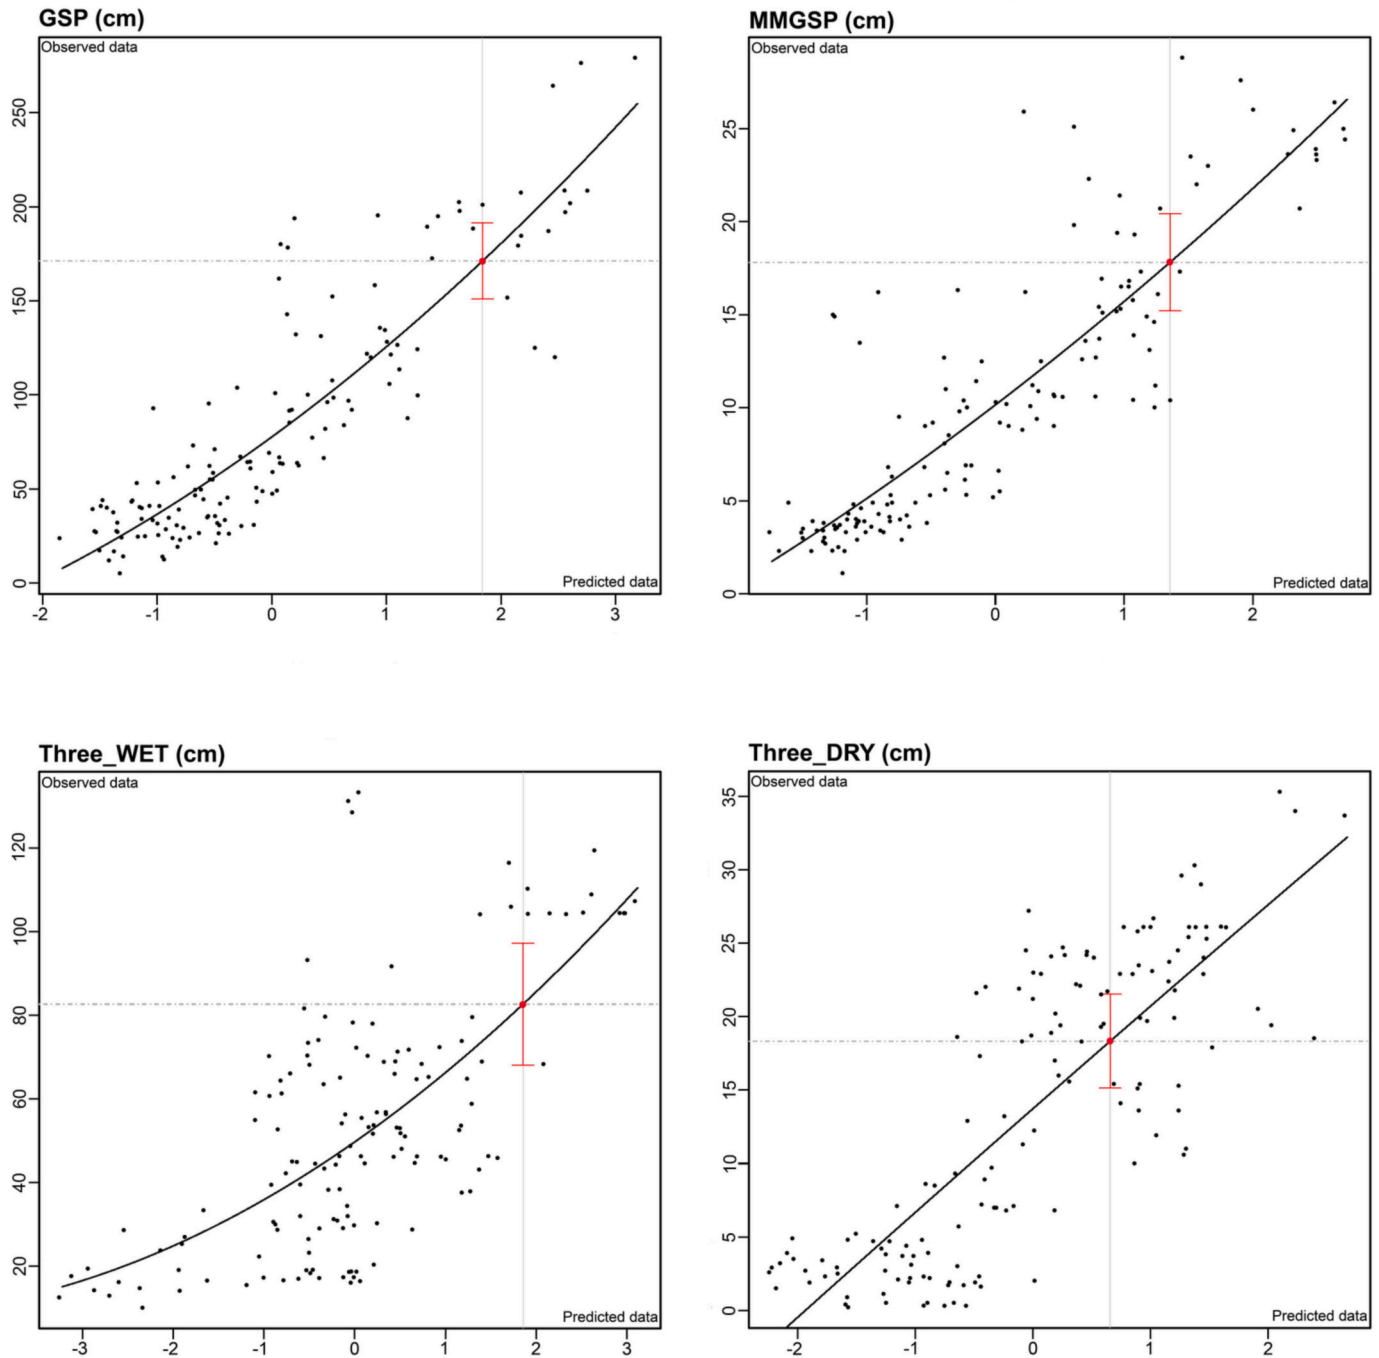 GSP (cm)
Observed data
250
200
150
100
50
0
Predicted data
-2 -1 0 1 2 3
MMGSP (cm)
Observed data
25
20
15
10
5
0
Predicted data
-1 0 1 2
Three_WET (cm)
Observed data
120
100
80
60
40
20
Predicted data
-3 -2 -1 0 1 2 3
Three_DRY (cm)
Observed data
35
30
25
20
15
10
5
0
Predicted data
-2 -1 0 1 2